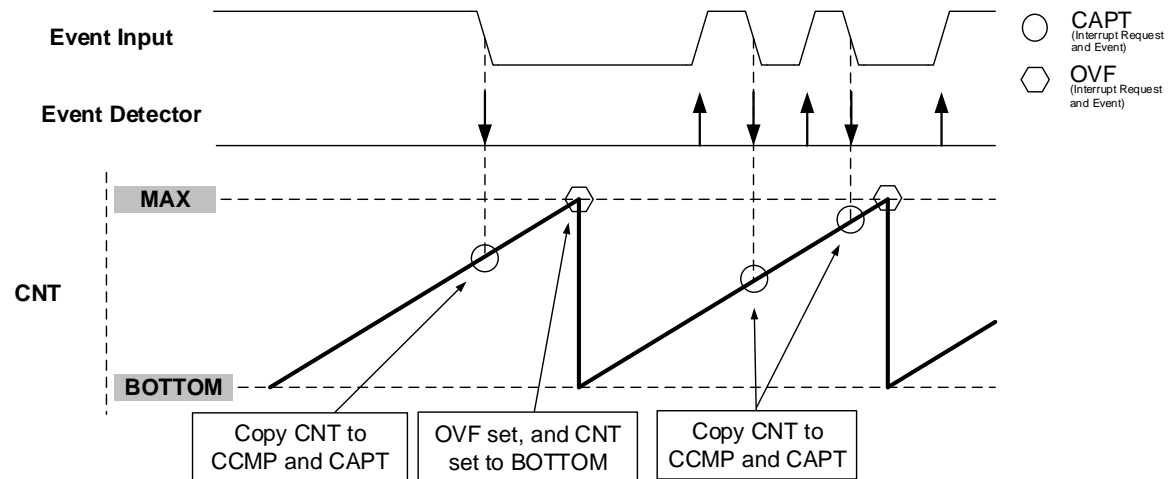 Event Input
CAPT
(Interrupt Request
and Event)
OVF
(Interrupt Request
and Event)
Event Detector
MAX
CNT
BOTTOM
Copy CNT to
CCMP and CAPT
OVF set, and CNT
set to BOTTOM
Copy CNT to
CCMP and CAPT